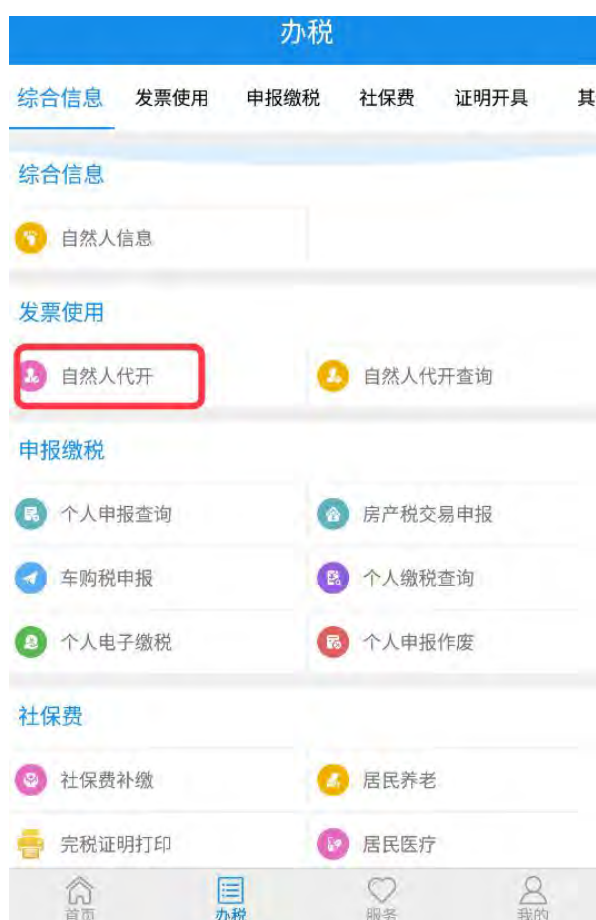 办税
综合信息 发票使用 申报缴税 社保费 证明开具 其
综合信息
自然人信息
发票使用
自然人代开 自然人代开查询
申报缴税
个人申报查询 房产税交易申报
车购税申报 个人缴税查询
个人电子缴税 个人申报作废
社保费
社保费补缴 居民养老
完税证明打印 居民医疗
首页 办税 服务 我的